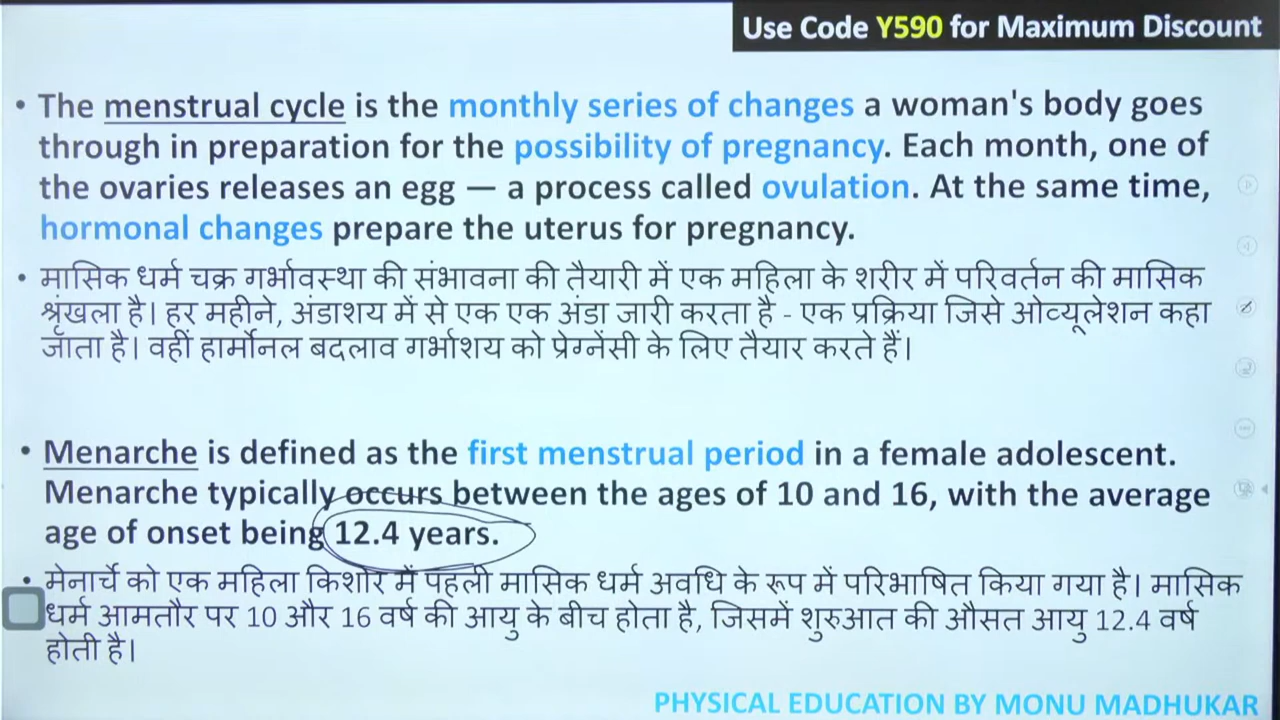 Use Code Y590 for Maximum Discount
• The menstrual cycle is the monthly series of changes a woman's body goes
through in preparation for the possibility of pregnancy. Each month, one of
the ovaries releases an egg — a process called ovulation. At the same time,
hormonal changes prepare the uterus for pregnancy.
• मासिक धर्म चक्र गर्भावस्था की संभावना की तैयारी में एक महिला के शरीर में परिवर्तन की मासिक
श्रृंखला है। हर महीने, अंडाशय में से एक एक अंडा जारी करता है - एक प्रक्रिया जिसे ओव्यूलेशन कहा
जाता है। वहीं हार्मोनल बदलाव गर्भाशय को प्रेग्नेंसी के लिए तैयार करते हैं।
• Menarche is defined as the first menstrual period in a female adolescent.
Menarche typically occurs between the ages of 10 and 16, with the average
age of onset being 12.4 years.
• मेनार्चे को एक महिला किशोर में पहली मासिक धर्म अवधि के रूप में परिभाषित किया गया है। मासिक
धर्म आमतौर पर 10 और 16 वर्ष की आयु के बीच होता है, जिसमें शुरुआत की औसत आयु 12.4 वर्ष
होती है।
PHYSICAL EDUCATION BY MONU MADHUKAR